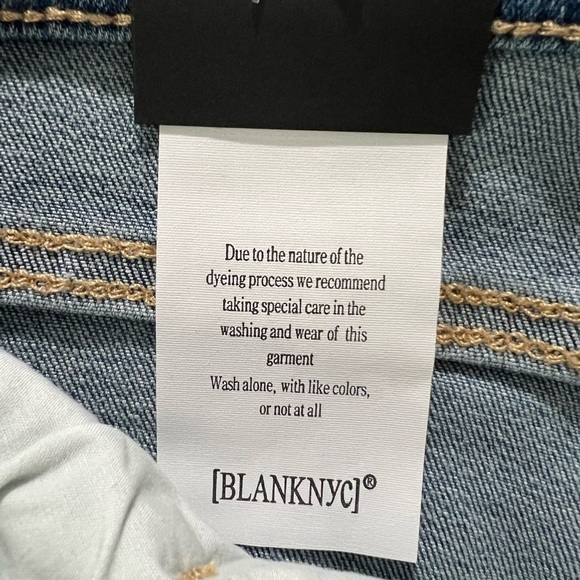 Due to the nature of the
dyeing process we recommend
taking special care in the
washing and wear of this
garment
Wash alone, with like colors,
or not at all
[BLANKNYC]®